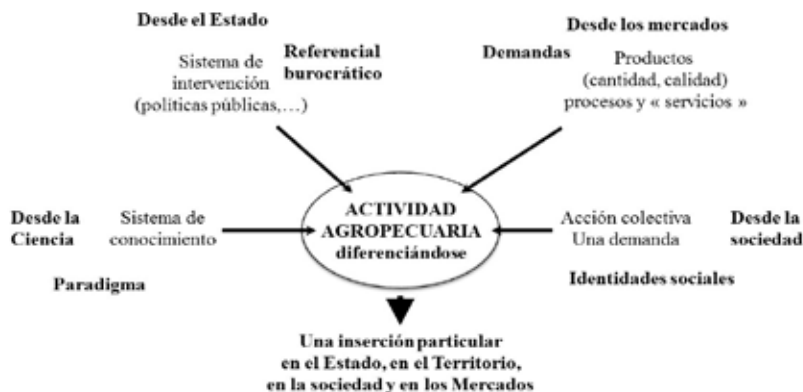 Desde el Estado
Sistema de
intervención
(políticas públicas,…)
Referencial
burocrático
Desde los mercados
Demandas
Productos
(cantidad, calidad)
procesos y « servicios »
Desde la
Ciencia
Sistema de
conocimiento
Paradigma
ACTIVIDAD
AGROPECUARIA
diferenciándose
Acción colectiva
Una demanda
Desde la
sociedad
Identidades sociales
Una inserción particular
en el Estado, en el Territorio,
en la sociedad y en los Mercados